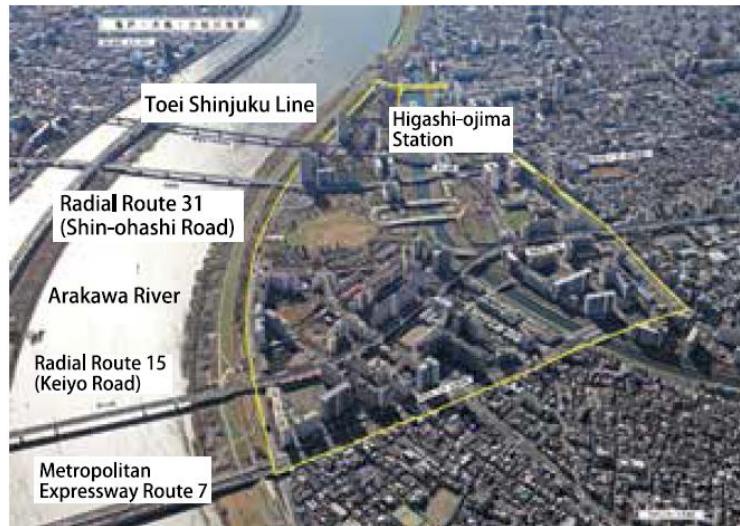 Toei Shinjuku Line
Higashi-ojima
Station
Radial Route 31
(Shin-ohashi Road)
Arakawa River
Radial Route 15
(Keiyo Road)
Metropolitan
Expressway Route 7